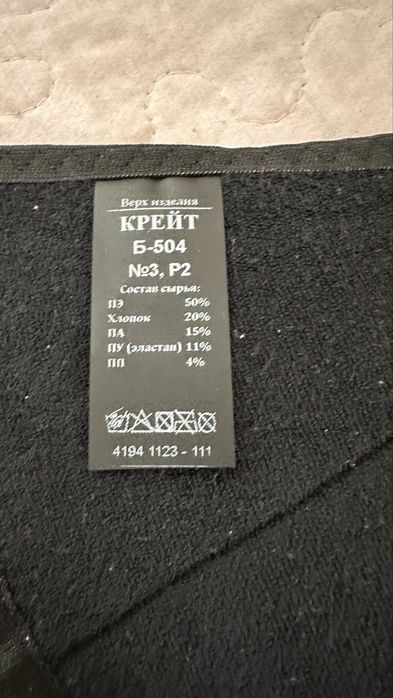 Верх изделия
КРЕЙТ
Б-504
№3, Р2
Состав сырья:
ПЭ 50%
Хлопок 20%
ПА 15%
ПУ (эластан) 11%
ПП 4%
4194 1123 - 111